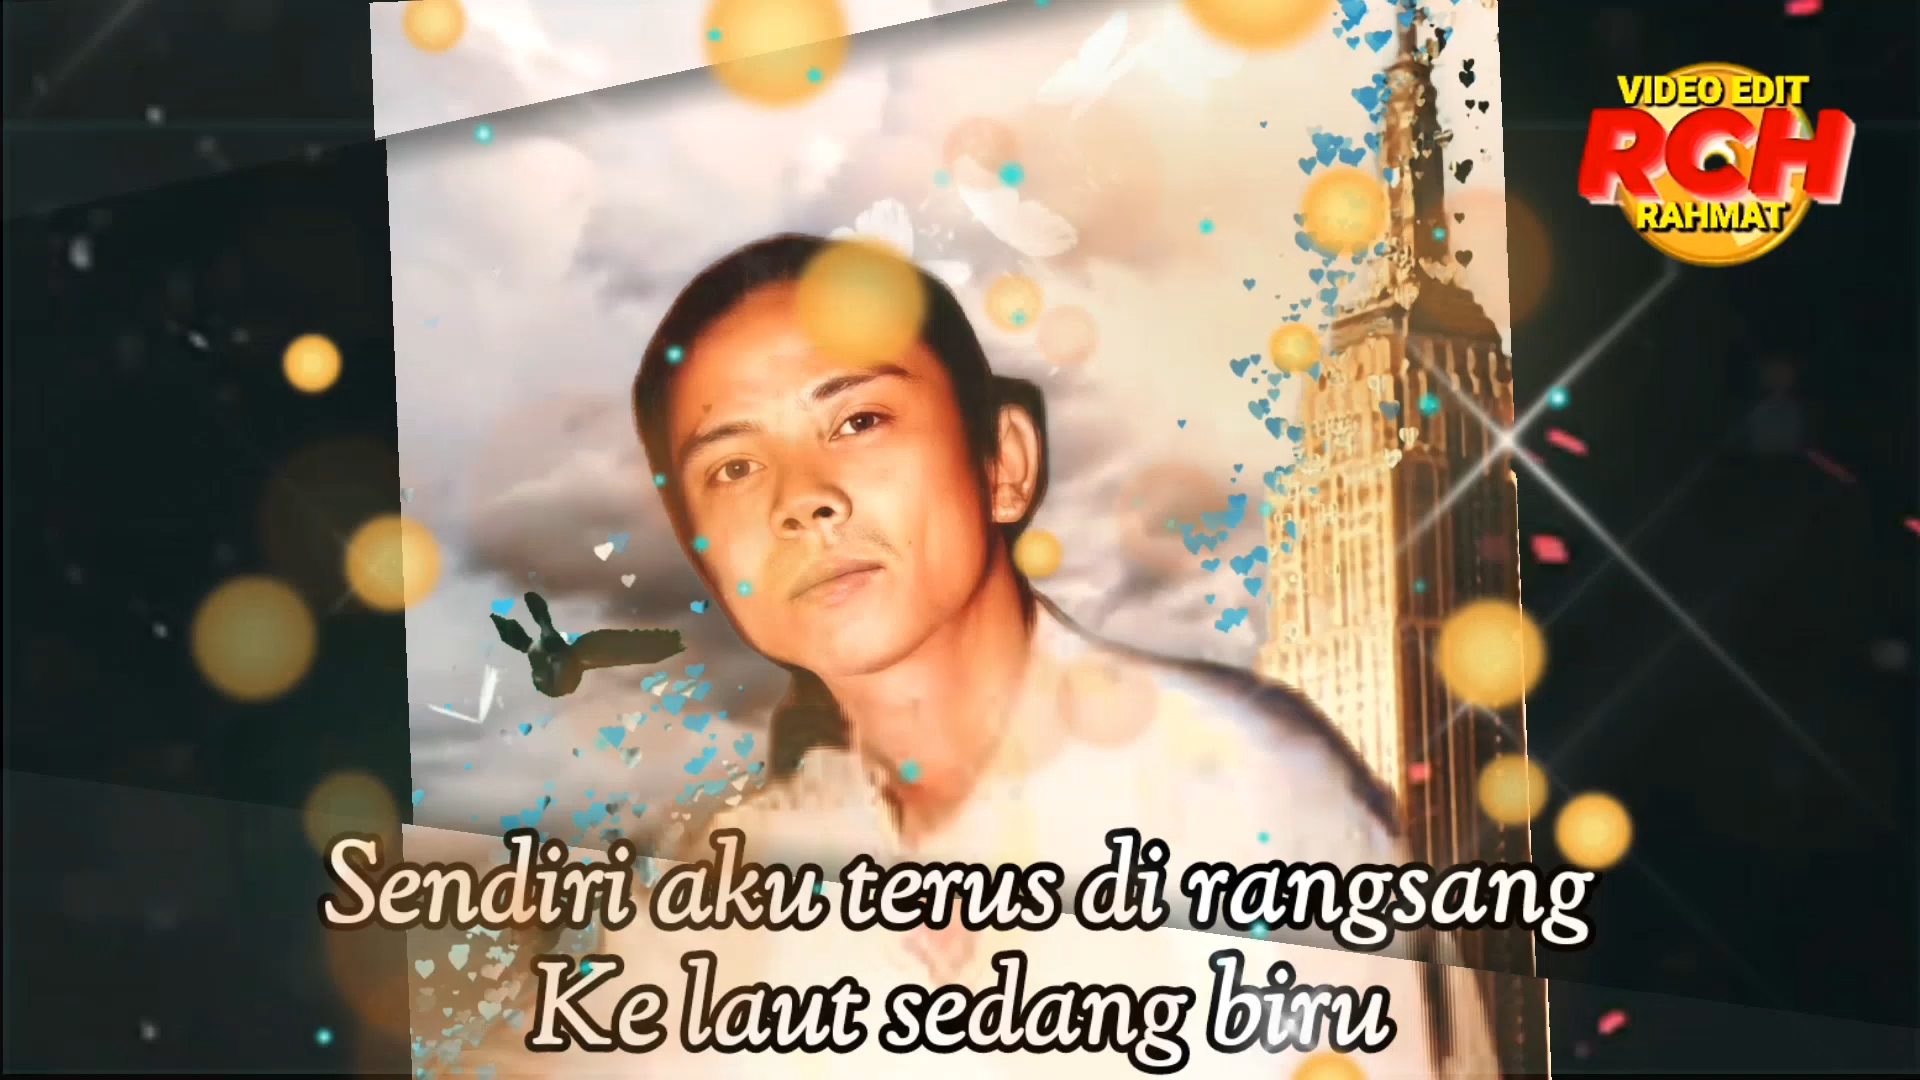 VIDEO EDIT
RCH
RAHMAT
Sendiri aku terus di rangsang
Ke laut sedang biru